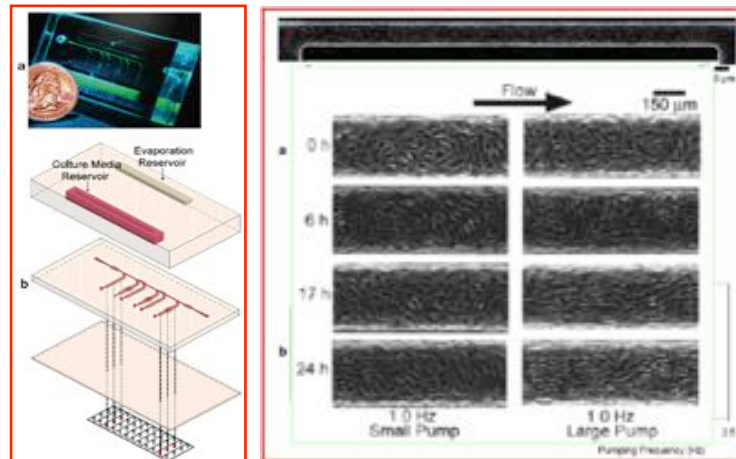 a
Evaporation
Reservoir
Culture Media
Reservoir
b
Flow
150 μm
a
0 h
6 h
17 h
b
24 h
1.0 Hz
Small Pump
1.0 Hz
Large Pump
Pumping Frequency (Hz)